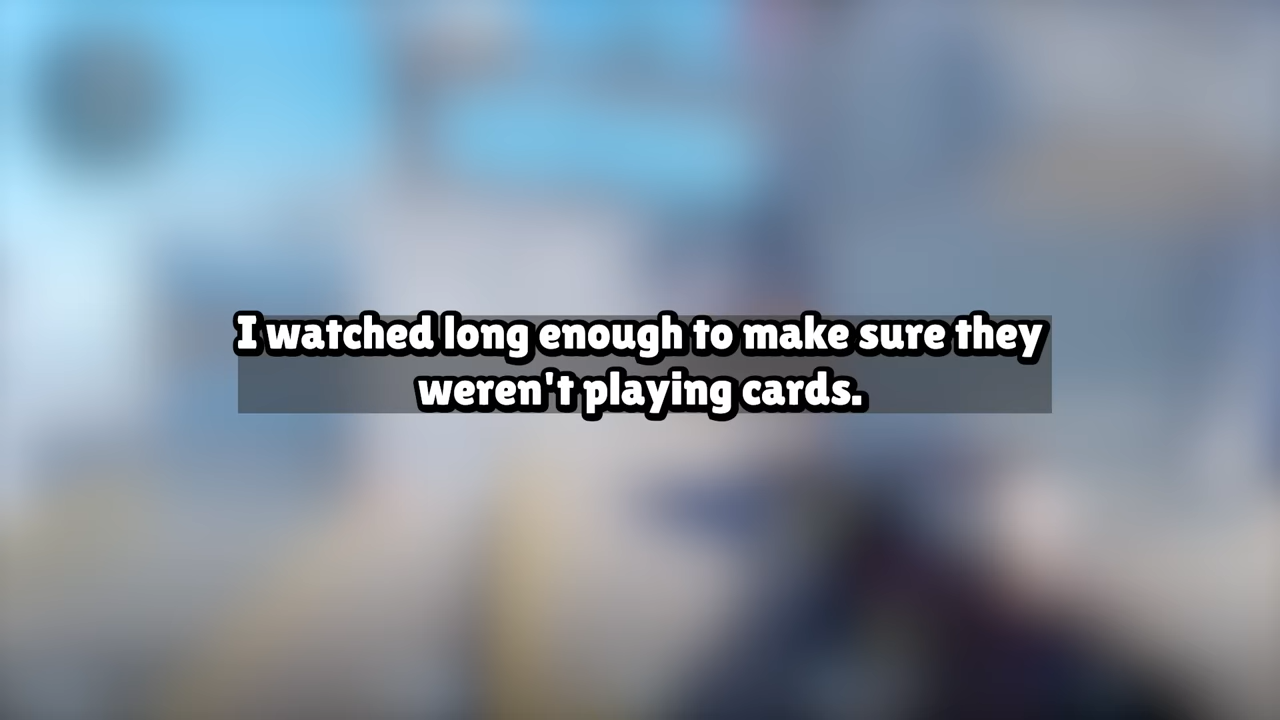 I watched long enough to make sure they
weren't playing cards.